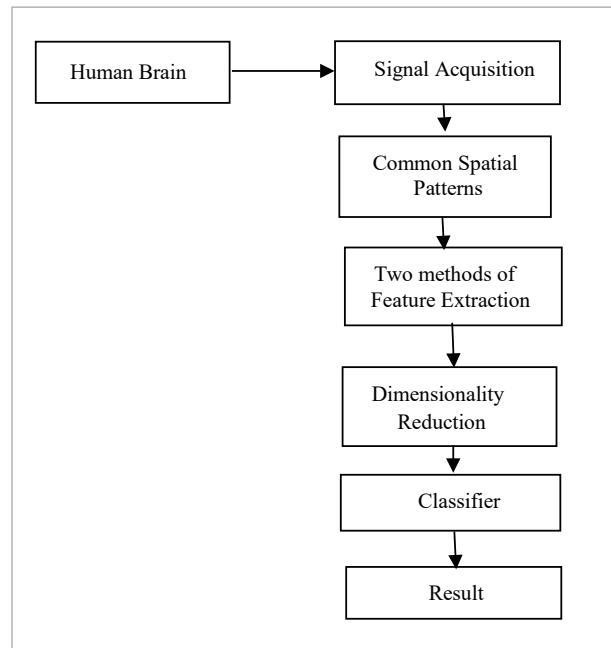 Human Brain
Signal Acquisition
Common Spatial
Patterns
Two methods of
Feature Extraction
Dimensionality
Reduction
Classifier
Result